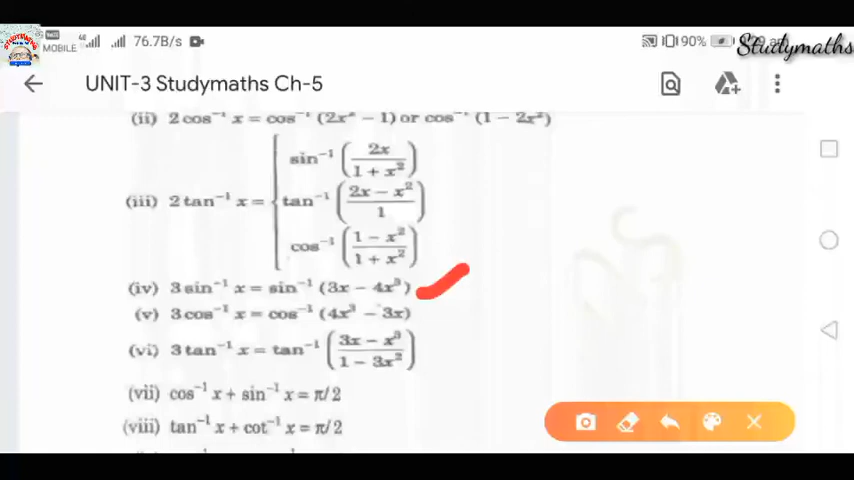 76.7B/s
MOBILE
90%
Studymaths
UNIT-3 Studymaths Ch-5
(ii) 2 cos⁻¹ x = cos⁻¹ (2x² − 1) or cos⁻¹ (1 − 2x²)
sin⁻¹ (2x / 1 + x²)
(iii) 2 tan⁻¹ x = tan⁻¹ (2x − x² / 1)
cos⁻¹ (1 − x² / 1 + x²)
(iv) 3 sin⁻¹ x = sin⁻¹ (3x − 4x³)
(v) 3 cos⁻¹ x = cos⁻¹ (4x³ − 3x)
(vi) 3 tan⁻¹ x = tan⁻¹ (3x − x³ / 1 − 3x²)
(vii) cos⁻¹ x + sin⁻¹ x = π/2
(viii) tan⁻¹ x + cot⁻¹ x = π/2